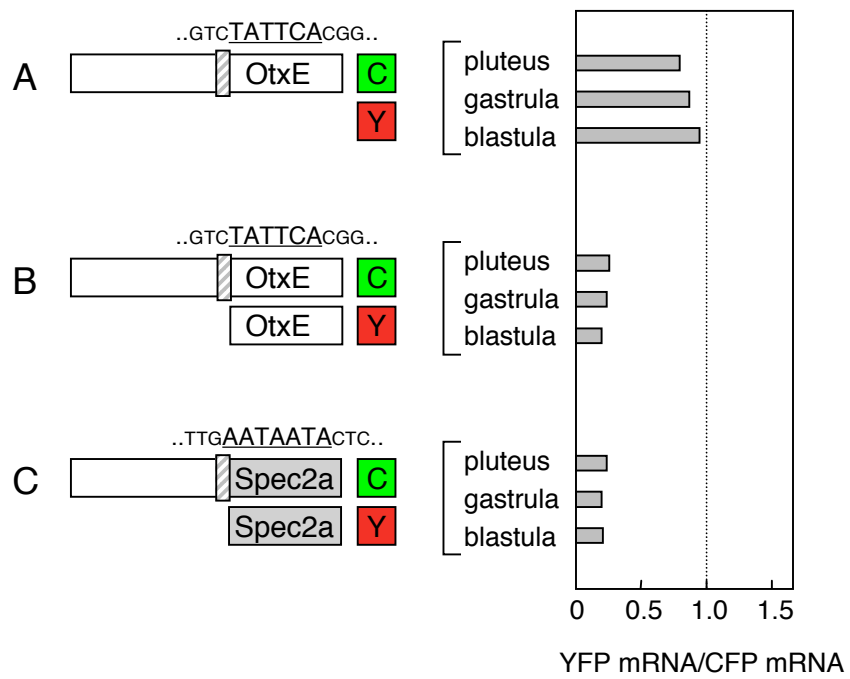 ..GTCTATTCACGG..
A
OtxE
C
Y
pluteus
gastrula
blastula
..GTCTATTCACGG..
B
OtxE
C
OtxE
Y
pluteus
gastrula
blastula
..TTGAATAATACTC..
C
Spec2a
C
Spec2a
Y
pluteus
gastrula
blastula
0 0.5 1.0 1.5
YFP mRNA/CFP mRNA